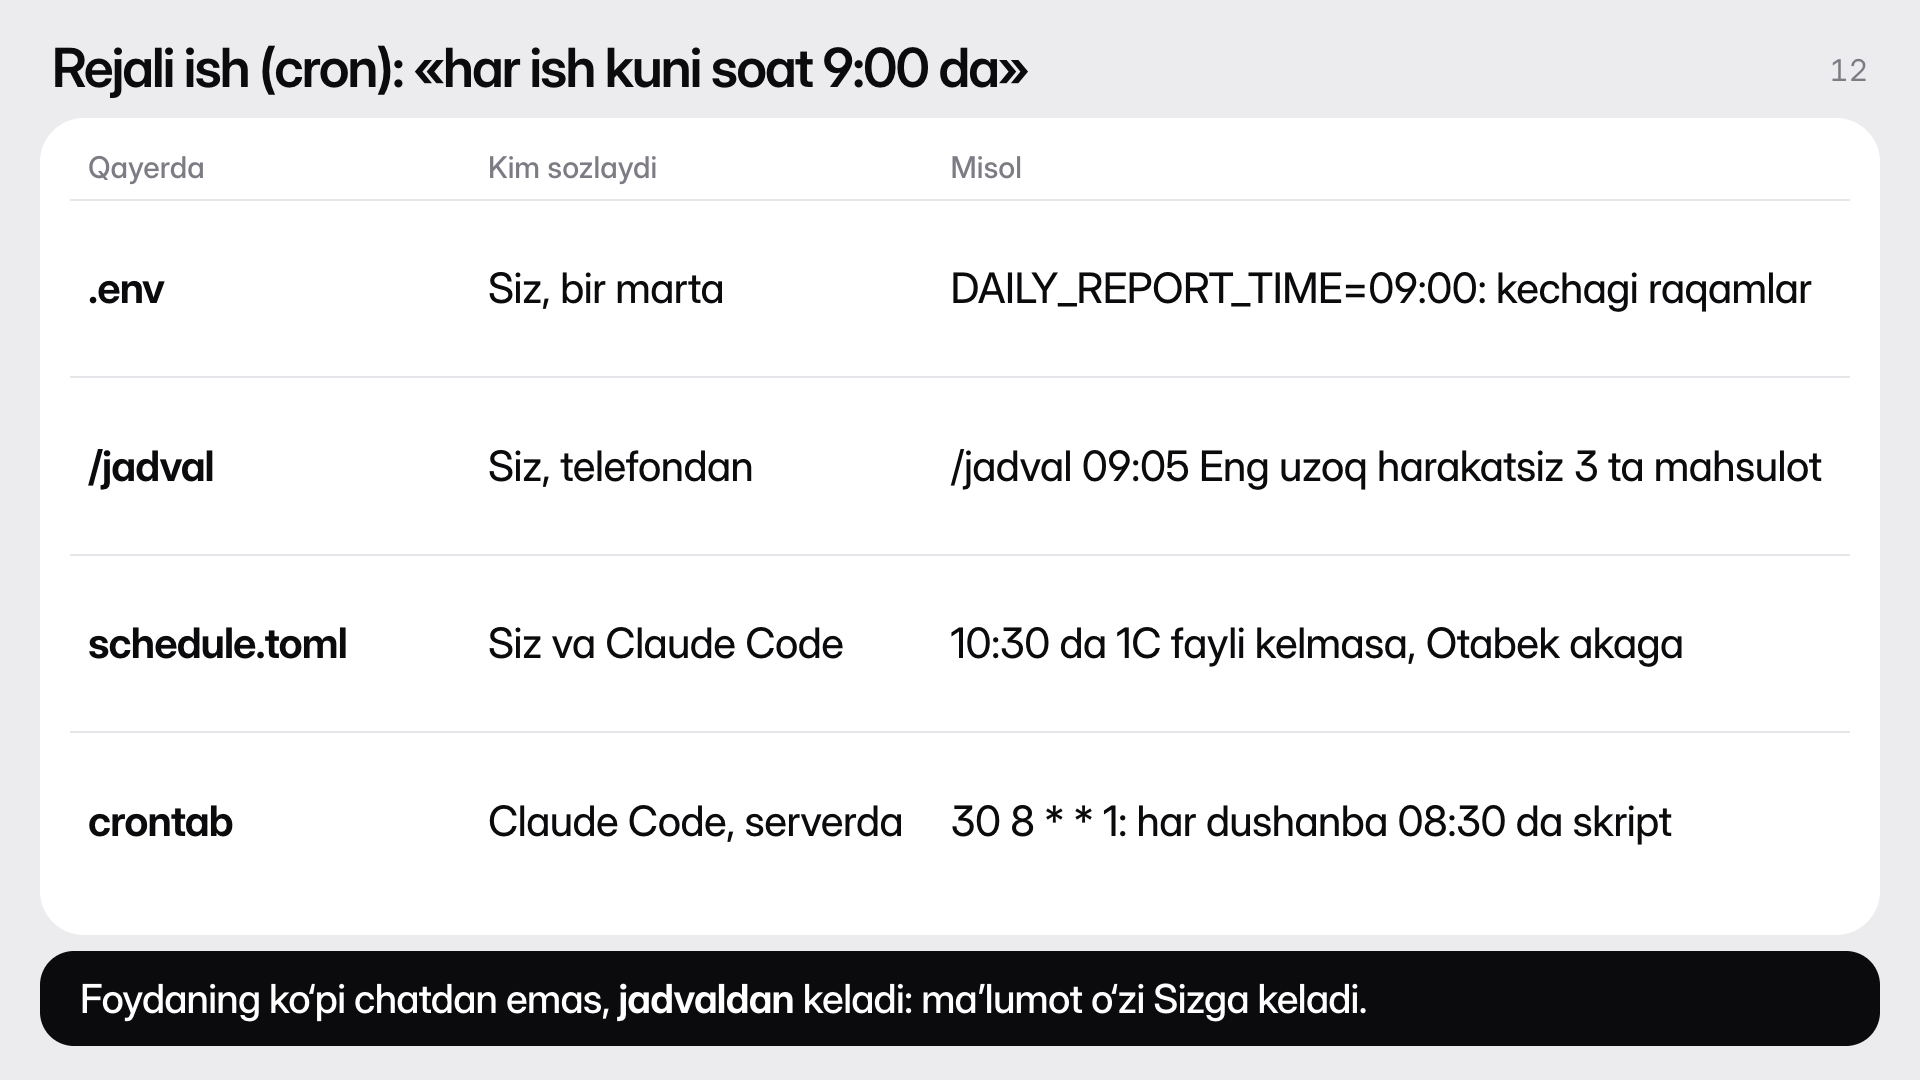 Rejali ish (cron): «har ish kuni soat 9:00 da»
12
Qayerda Kim sozlaydi Misol
.env Siz, bir marta DAILY_REPORT_TIME=09:00: kechagi raqamlar
/jadval Siz, telefondan /jadval 09:05 Eng uzoq harakatsiz 3 ta mahsulot
schedule.toml Siz va Claude Code 10:30 da 1C fayli kelmasa, Otabek akaga
crontab Claude Code, serverda 30 8 * * 1: har dushanba 08:30 da skript
Foydaning koʻpi chatdan emas, jadvaldan keladi: maʼlumot oʻzi Sizga keladi.